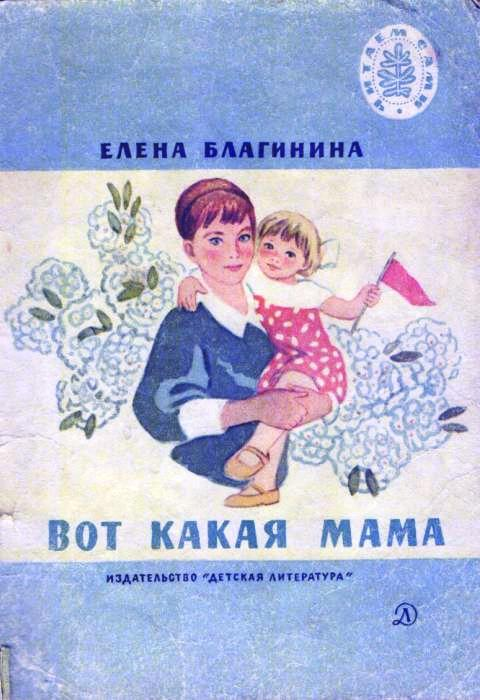 ЧИТАЕМ САМИ
ЕЛЕНА БЛАГИНИНА
ВОТ КАКАЯ МАМА
ИЗДАТЕЛЬСТВО "ДЕТСКАЯ ЛИТЕРАТУРА"
Д